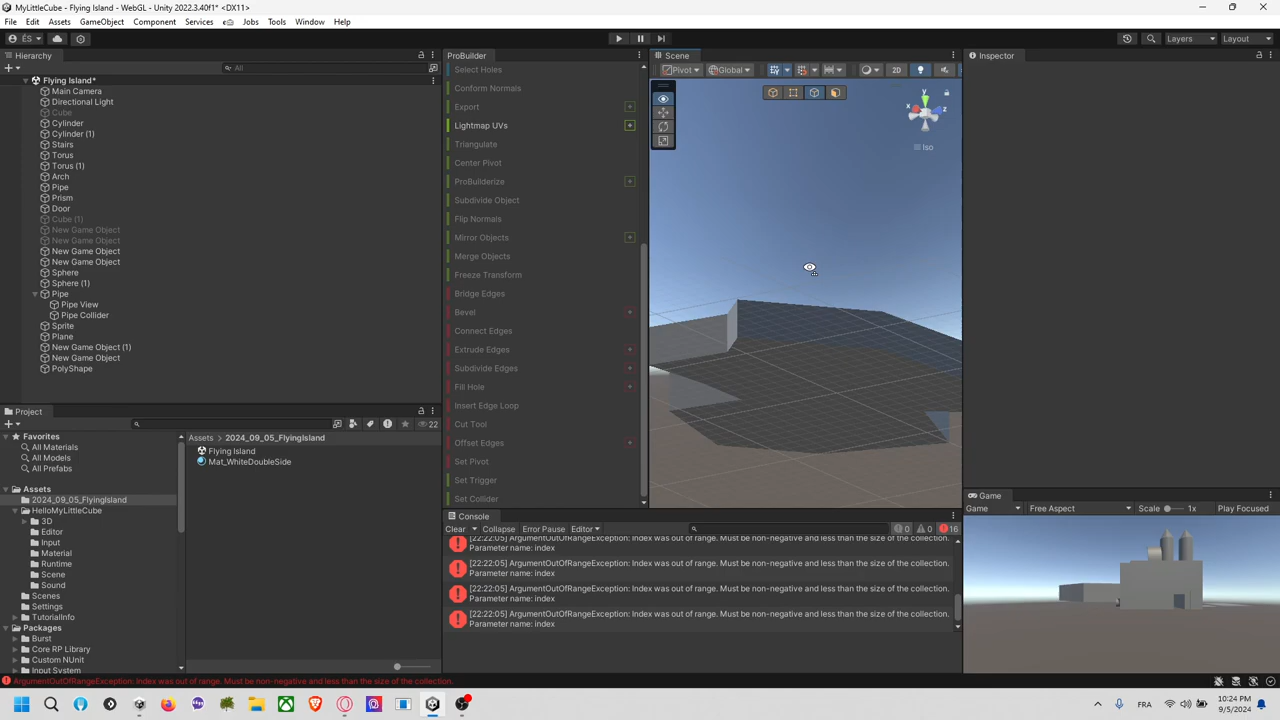 MyLittleCube - Flying Island - WebGL - Unity 2022.3.40f1* <DX11>
File Edit Assets GameObject Component Services Jobs Tools Window Help
ÉS
Layers Layout
Hierarchy
All
Flying Island*
Main Camera
Directional Light
Cube
Cylinder
Cylinder (1)
Stairs
Torus
Torus (1)
Arch
Pipe
Prism
Door
Cube (1)
New Game Object
New Game Object
New Game Object
New Game Object
Sphere
Sphere (1)
Pipe
Pipe View
Pipe Collider
Sprite
Plane
New Game Object (1)
New Game Object
PolyShape
ProBuilder
Select Holes
Conform Normals
Export
Lightmap UVs
Triangulate
Center Pivot
ProBuilderize
Subdivide Object
Flip Normals
Mirror Objects
Merge Objects
Freeze Transform
Bridge Edges
Bevel
Connect Edges
Extrude Edges
Subdivide Edges
Fill Hole
Insert Edge Loop
Cut Tool
Offset Edges
Set Pivot
Set Trigger
Set Collider
Scene
Pivot Global 2D
y
x z
Iso
Inspector
Project
22
Favorites
All Materials
All Models
All Prefabs
Assets
2024_09_05_FlyingIsland
HelloMyLittleCube
3D
Editor
Input
Material
Runtime
Scene
Sound
Scenes
Settings
TutorialInfo
Packages
Burst
Core RP Library
Custom NUnit
Input System
Assets > 2024_09_05_FlyingIsland
Flying Island
Mat_WhiteDoubleSide
Console
Clear Collapse Error Pause Editor 0 0 16
[22:22:05] ArgumentOutOfRangeException: Index was out of range. Must be non-negative and less than the size of the collection.
Parameter name: index
[22:22:05] ArgumentOutOfRangeException: Index was out of range. Must be non-negative and less than the size of the collection.
Parameter name: index
[22:22:05] ArgumentOutOfRangeException: Index was out of range. Must be non-negative and less than the size of the collection.
Parameter name: index
[22:22:05] ArgumentOutOfRangeException: Index was out of range. Must be non-negative and less than the size of the collection.
Parameter name: index
Game
Game Free Aspect Scale 1x Play Focused
ArgumentOutOfRangeException: Index was out of range. Must be non-negative and less than the size of the collection.
FRA
10:24 PM
9/5/2024